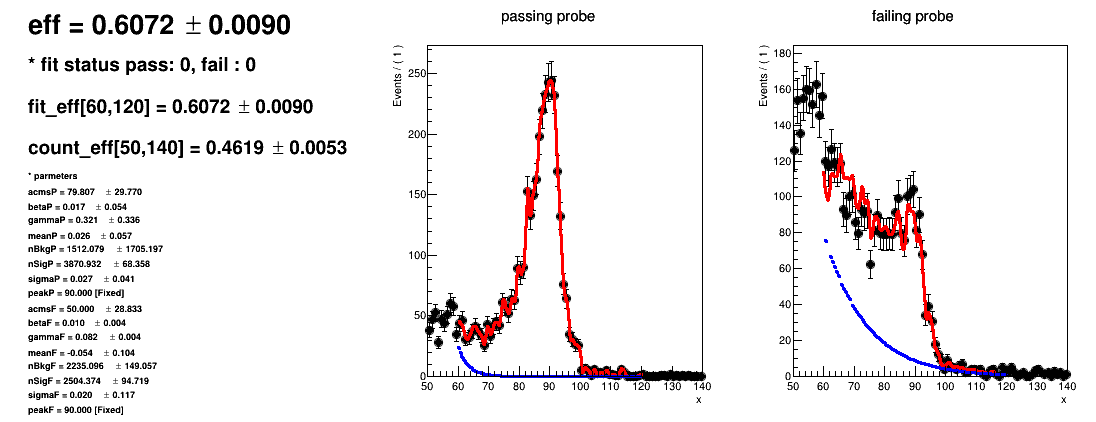 eff = 0.6072 ± 0.0090
* fit status pass: 0, fail : 0
fit_eff[60,120] = 0.6072 ± 0.0090
count_eff[50,140] = 0.4619 ± 0.0053
* parmeters
acmsP = 79.807 ± 29.770
betaP = 0.017 ± 0.054
gammaP = 0.321 ± 0.336
meanP = 0.026 ± 0.057
nBkgP = 1512.079 ± 1705.197
nSigP = 3870.932 ± 68.358
sigmaP = 0.027 ± 0.041
peakP = 90.000 [Fixed]
acmsF = 50.000 ± 28.833
betaF = 0.010 ± 0.004
gammaF = 0.082 ± 0.004
meanF = -0.054 ± 0.104
nBkgF = 2235.096 ± 149.057
nSigF = 2504.374 ± 94.719
sigmaF = 0.020 ± 0.117
peakF = 90.000 [Fixed]
passing probe
Events / ( 1 )
250
200
150
100
50
0
50 60 70 80 90 100 110 120 130 140
x
failing probe
Events / ( 1 )
180
160
140
120
100
80
60
40
20
0
50 60 70 80 90 100 110 120 130 140
x